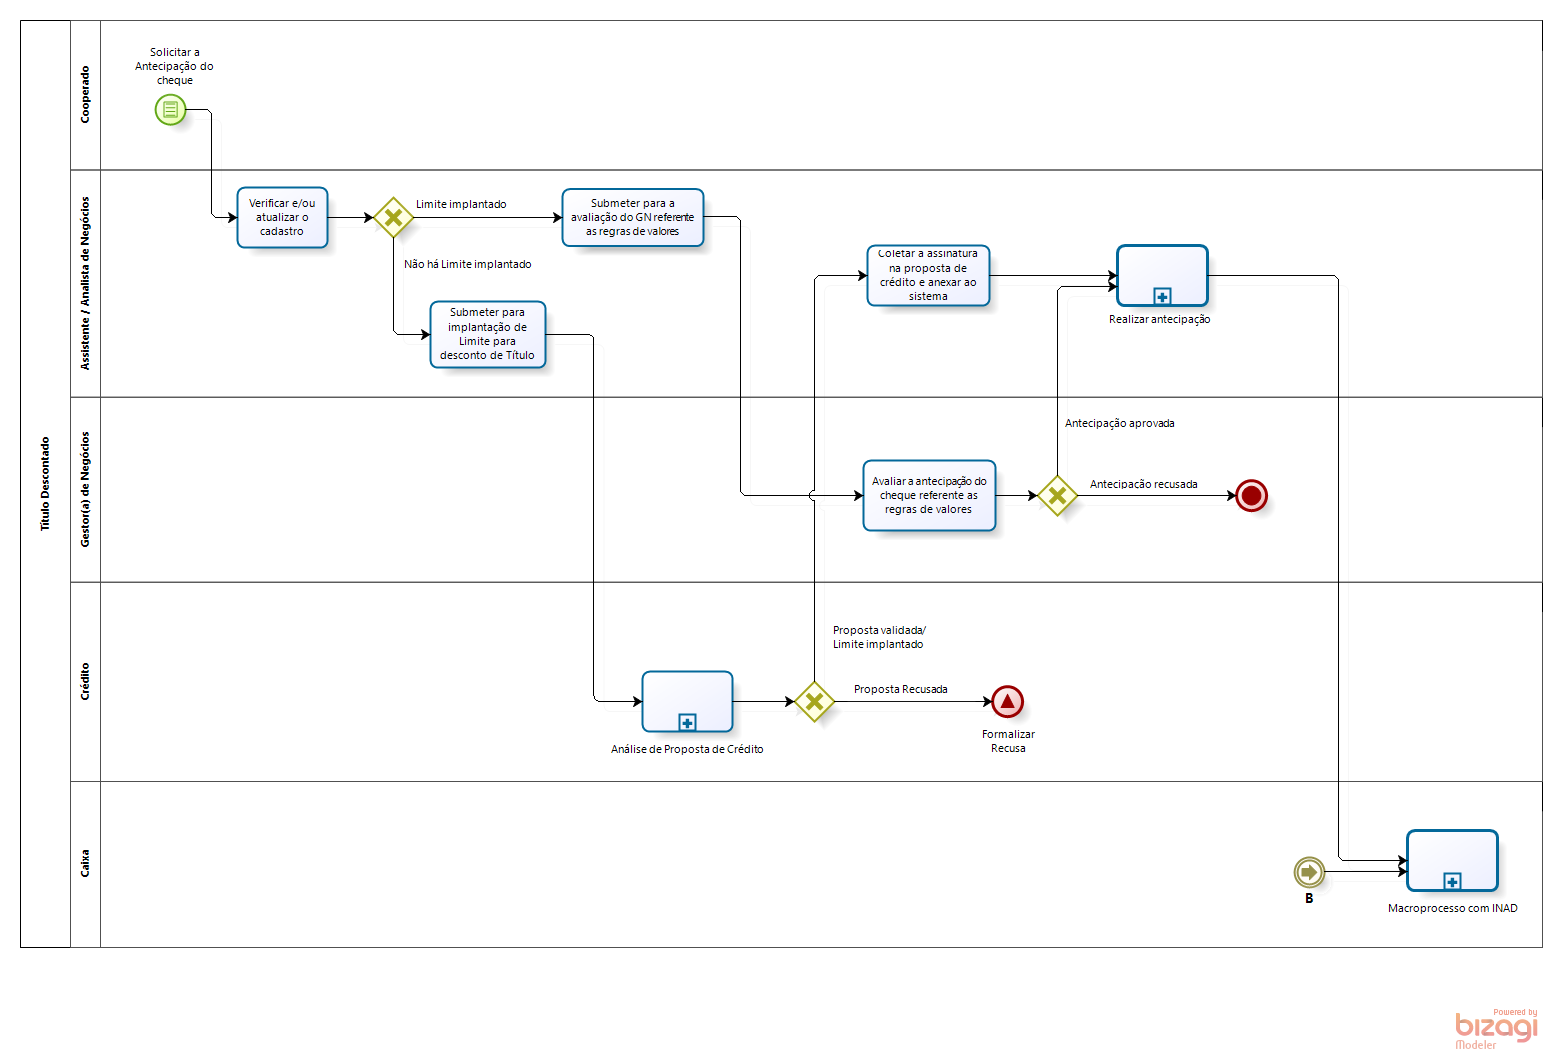 Título Descontado
Cooperado
Solicitar a
Antecipação do
cheque
Assistente / Analista de Negócios
Verificar e/ou
atualizar o
cadastro
Limite implantado
Não há Limite implantado
Submeter para a
avaliação do GN referente
as regras de valores
Submeter para
implantação de
Limite para
desconto de Título
Coletar a assinatura
na proposta de
crédito e anexar ao
sistema
Realizar antecipação
Gestor(a) de Negócios
Antecipação aprovada
Avaliar a antecipação do
cheque referente as
regras de valores
Antecipação recusada
Crédito
Proposta validada/
Limite implantado
Análise de Proposta de Crédito
Proposta Recusada
Formalizar
Recusa
Caixa
B
Macroprocesso com INAD
Powered by
bizagi
Modeler